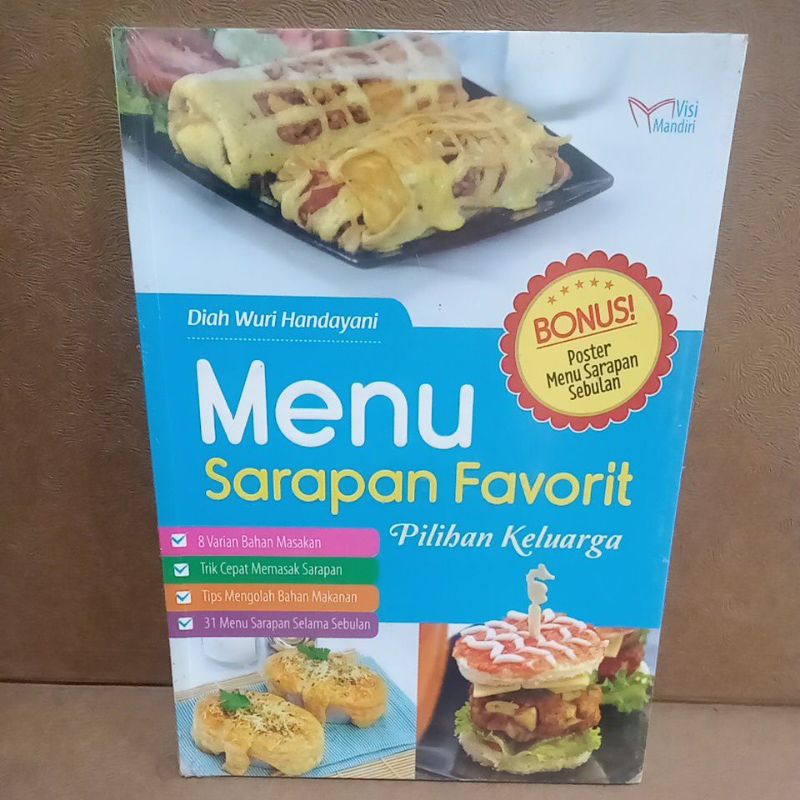 Visi
Mandiri
Diah Wuri Handayani
BONUS!
Poster
Menu Sarapan
Sebulan
Menu
Sarapan Favorit
Pilihan Keluarga
8 Varian Bahan Masakan
Trik Cepat Memasak Sarapan
Tips Mengolah Bahan Makanan
31 Menu Sarapan Selama Sebulan